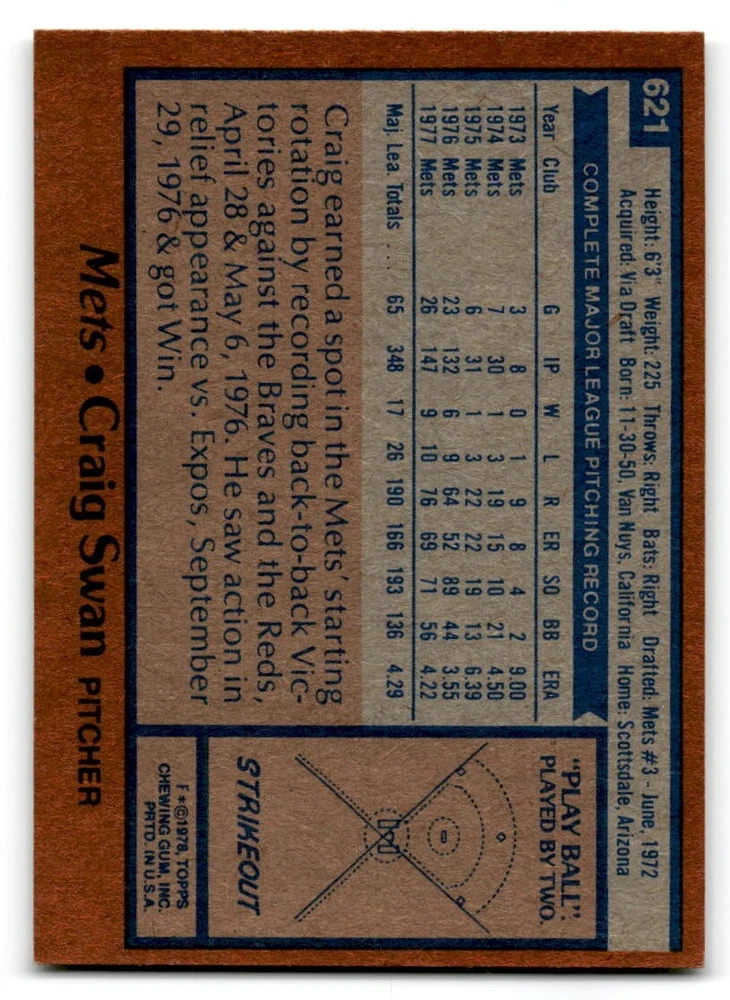 621
Height: 6'3" Weight: 225 Throws: Right Bats: Right Drafted: Mets #3 - June, 1972
Acquired: Via Draft Born: 11-30-50, Van Nuys, California Home: Scottsdale, Arizona
COMPLETE MAJOR LEAGUE PITCHING RECORD
Year Club G IP W L R ER SO BB ERA
1973 Mets 3 8 0 1 9 8 4 2 9.00
1974 Mets 7 30 1 3 19 15 10 21 4.50
1975 Mets 6 31 1 3 22 22 19 13 6.39
1976 Mets 23 132 6 9 64 52 89 44 3.55
1977 Mets 26 147 9 10 76 69 71 56 4.22
Maj. Lea. Totals ... 65 348 17 26 190 166 193 136 4.29
Craig earned a spot in the Mets' starting
rotation by recording back-to-back Vic-
tories against the Braves and the Reds,
April 28 & May 6, 1976. He saw action in
relief appearance vs. Expos, September
29, 1976 & got Win.
"PLAY BALL":
PLAYED BY TWO.
STRIKEOUT
F*©1978, TOPPS
CHEWING GUM, INC.
PRTD. IN U.S.A.
Mets • Craig Swan PITCHER